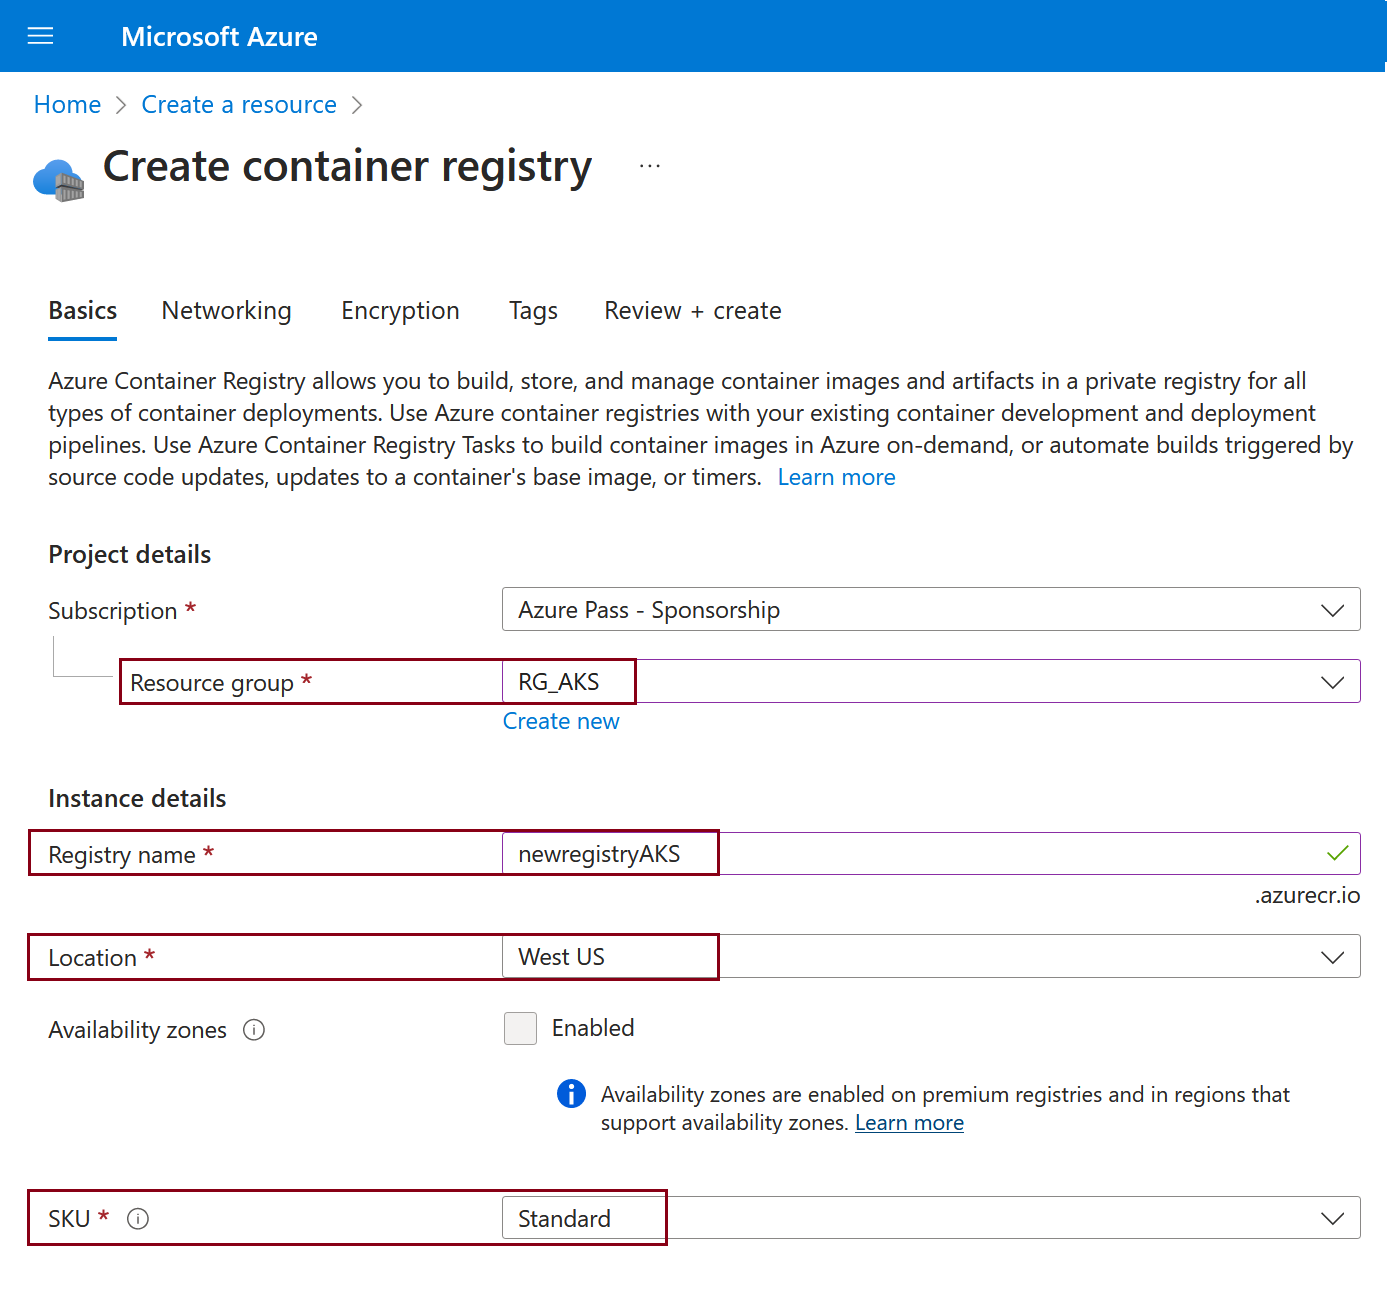 Microsoft Azure
Home > Create a resource >
Create container registry ...
Basics Networking Encryption Tags Review + create
Azure Container Registry allows you to build, store, and manage container images and artifacts in a private registry for all
types of container deployments. Use Azure container registries with your existing container development and deployment
pipelines. Use Azure Container Registry Tasks to build container images in Azure on-demand, or automate builds triggered by
source code updates, updates to a container's base image, or timers. Learn more
Project details
Subscription * Azure Pass - Sponsorship
Resource group * RG_AKS
Create new
Instance details
Registry name * newregistryAKS
.azurecr.io
Location * West US
Availability zones Enabled
Availability zones are enabled on premium registries and in regions that
support availability zones. Learn more
SKU * Standard